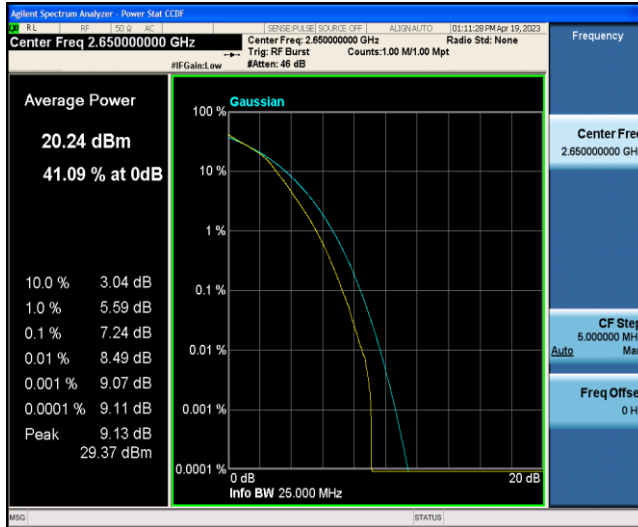 Agilent Spectrum Analyzer - Power Stat CCDF
RL RF 50 Ω AC SENSE:PULSE SOURCE OFF ALIGN AUTO 01:11:28 PM Apr 19, 2023
Center Freq 2.650000000 GHz
Center Freq: 2.650000000 GHz Radio Std: None
Trig: RF Burst Counts:1.00 M/1.00 Mpt
#IFGain:Low #Atten: 46 dB
Frequency
Average Power
20.24 dBm
41.09 % at 0dB
10.0 % 3.04 dB
1.0 % 5.59 dB
0.1 % 7.24 dB
0.01 % 8.49 dB
0.001 % 9.07 dB
0.0001 % 9.11 dB
Peak 9.13 dB
29.37 dBm
Gaussian
100 %
10 %
1 %
0.1 %
0.01 %
0.001 %
0.0001 %
0 dB 20 dB
Info BW 25.000 MHz
Center Freq
2.650000000 GH
CF Step
5.000000 MH
Auto Ma
Freq Offse
0 H
MSG STATUS